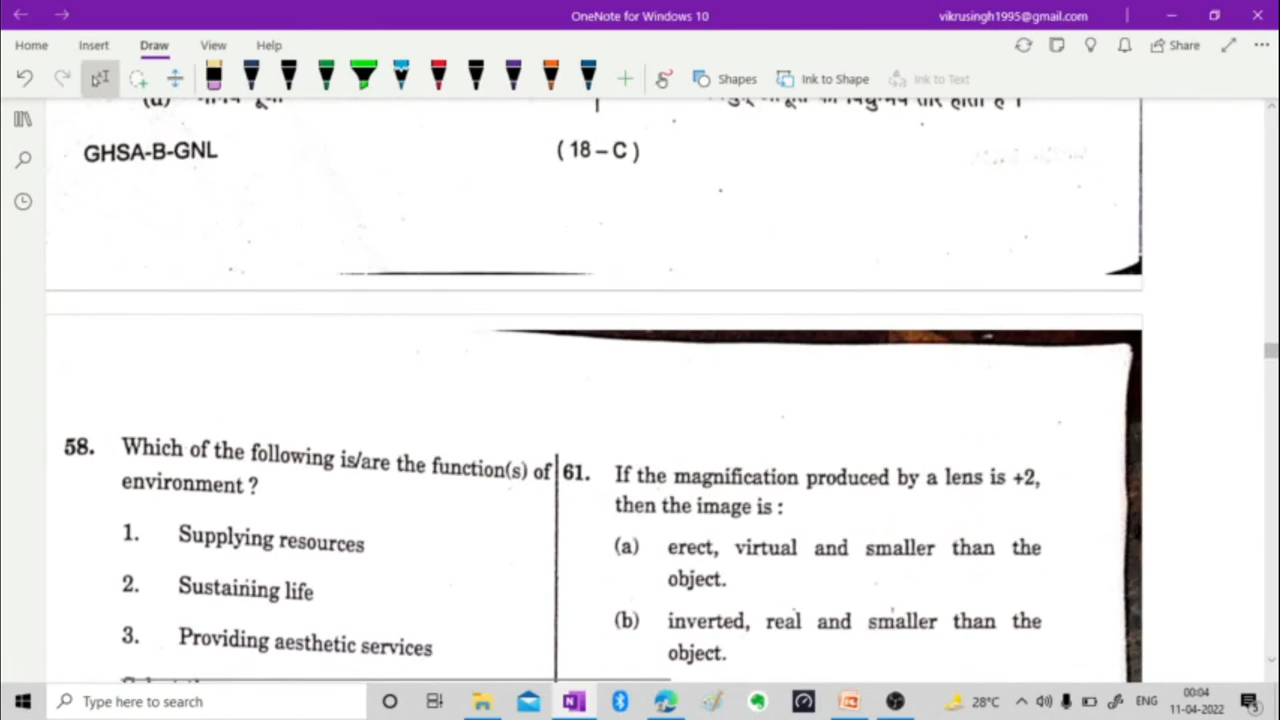 OneNote for Windows 10
vikrusingh1995@gmail.com
Home Insert Draw View Help
Share
Shapes
Ink to Shape
Ink to Text
GHSA-B-GNL
( 18 – C )
58. Which of the following is/are the function(s) of
environment ?
1. Supplying resources
2. Sustaining life
3. Providing aesthetic services
61. If the magnification produced by a lens is +2,
then the image is :
(a) erect, virtual and smaller than the
object.
(b) inverted, real and smaller than the
object.
Type here to search
28°C
ENG
00:04
11-04-2022